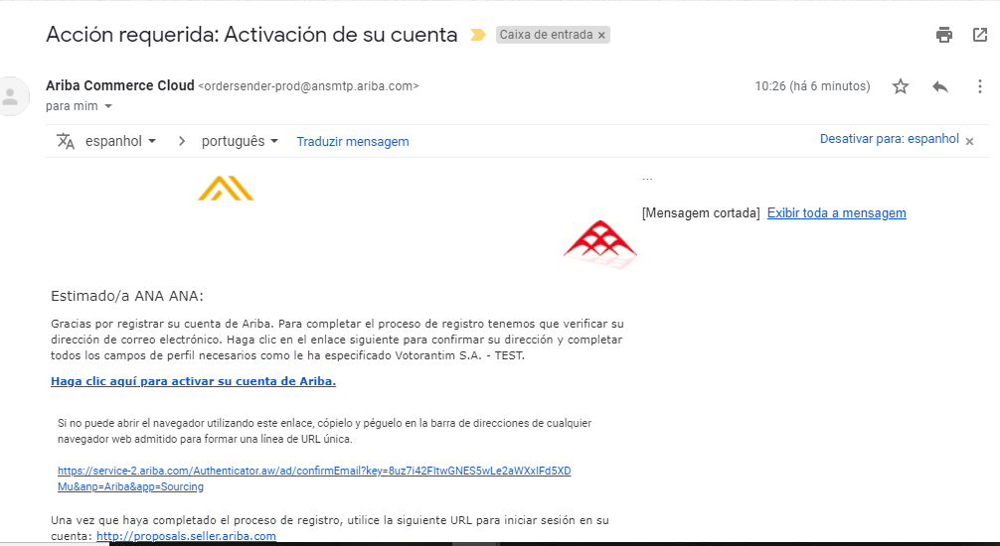 Acción requerida: Activación de su cuenta
Caixa de entrada ×
Ariba Commerce Cloud <ordersender-prod@ansmtp.ariba.com>
10:26 (há 6 minutos)
para mim
espanhol > português Traduzir mensagem
Desativar para: espanhol ×
...
[Mensagem cortada] Exibir toda a mensagem
Estimado/a ANA ANA:
Gracias por registrar su cuenta de Ariba. Para completar el proceso de registro tenemos que verificar su
dirección de correo electrónico. Haga clic en el enlace siguiente para confirmar su dirección y completar
todos los campos de perfil necesarios como le ha especificado Votorantim S.A. - TEST.
Haga clic aquí para activar su cuenta de Ariba.
Si no puede abrir el navegador utilizando este enlace, cópielo y péguelo en la barra de direcciones de cualquier
navegador web admitido para formar una línea de URL única.
https://service-2.ariba.com/Authenticator.aw/ad/confirmEmail?key=8uz7i42FltwGNES5wLe2aWXxIFd5XD
Mu&anp=Ariba&app=Sourcing
Una vez que haya completado el proceso de registro, utilice la siguiente URL para iniciar sesión en su
cuenta: http://proposals.seller.ariba.com